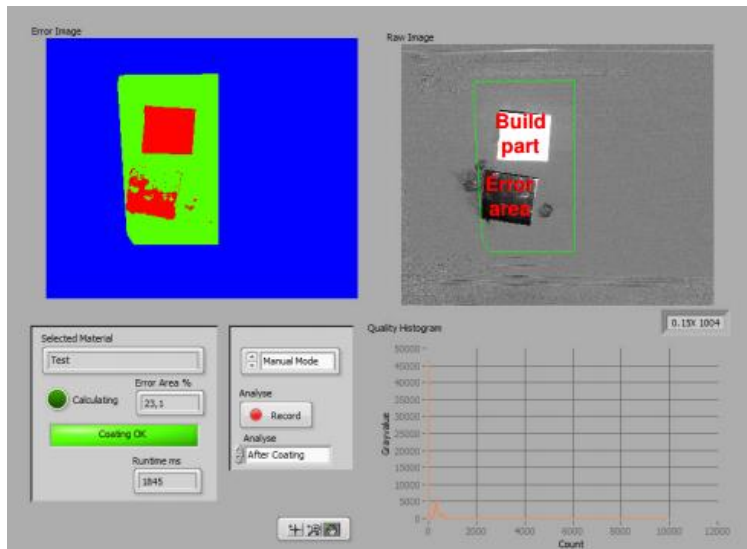 Error Image
Raw Image
Build
part
Error
area
Selected Material
Test
Calculating
Error Area %
23,1
Coating OK
Runtime ms
1845
Manual Mode
Analyse
Record
Analyse
After Coating
Quality Histogram
0.15X 1004
50000
45000
40000
35000
30000
25000
20000
15000
10000
5000
0
Grayvalue
0 2000 4000 6000 8000 10000 12000
Count